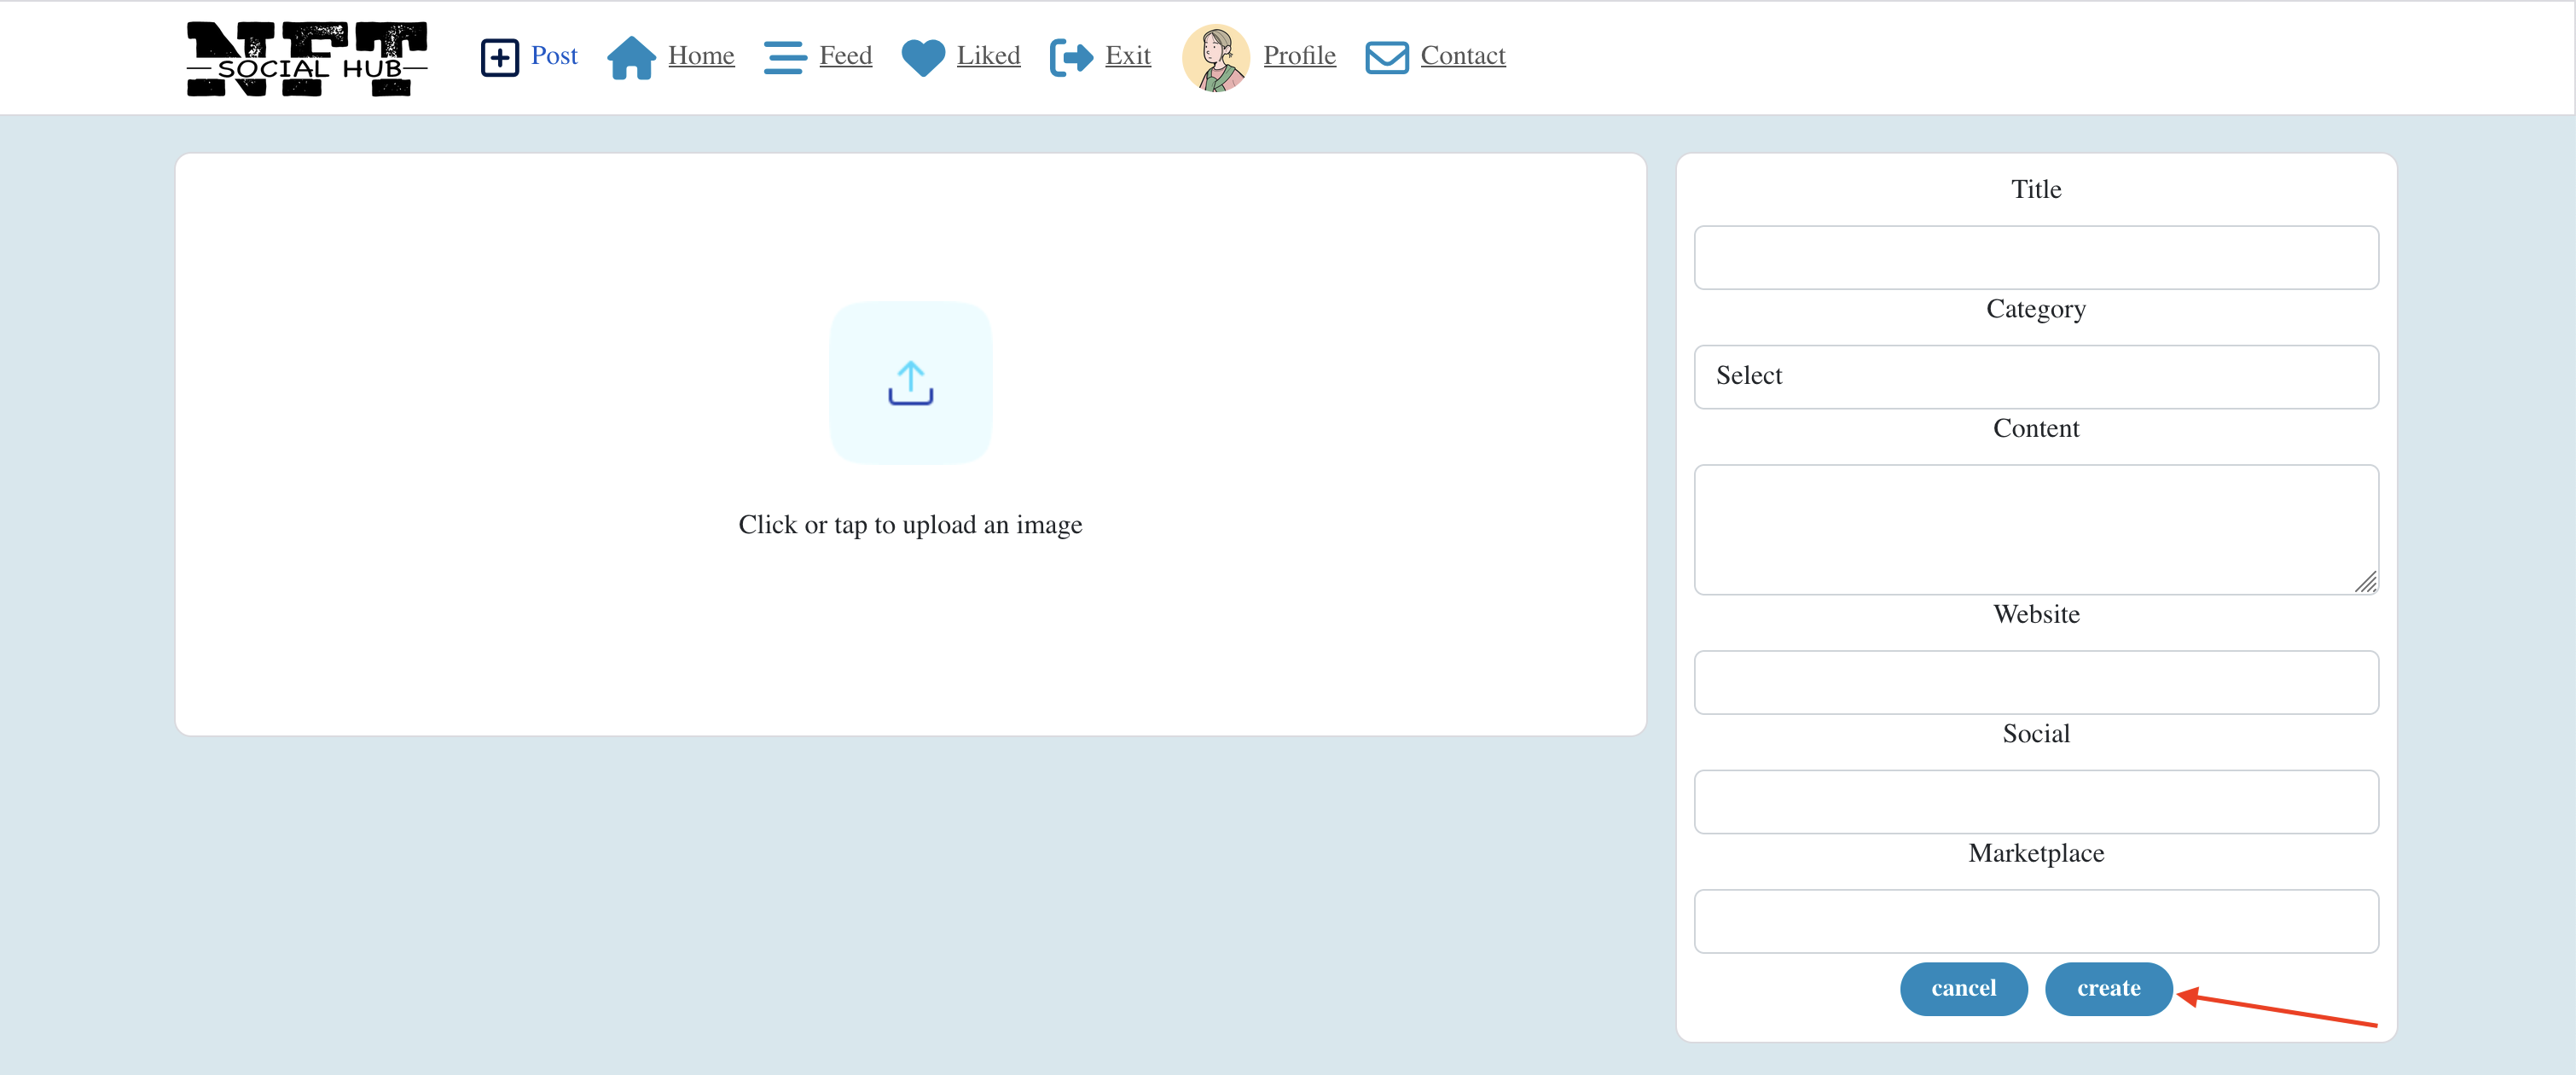 NFT
SOCIAL HUB
Post Home Feed Liked Exit Profile Contact
Click or tap to upload an image
Title
Category
Select
Content
Website
Social
Marketplace
cancel create